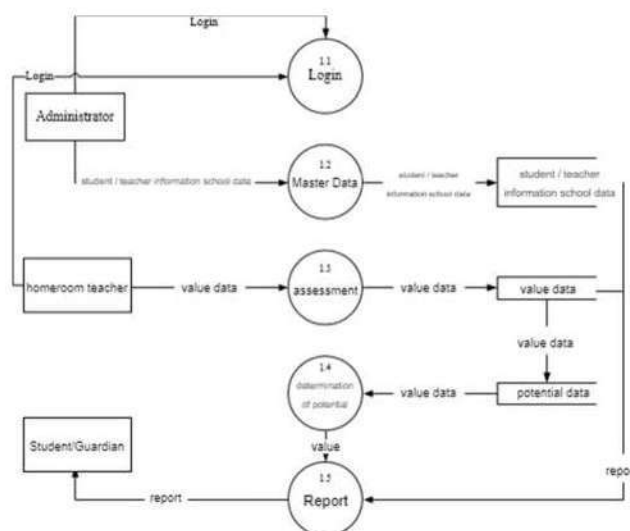 Login
1.1
Login
Login
Administrator
1.2
Master Data
student / teacher information school data
student / teacher
information school data
student / teacher
information school data
1.3
assessment
homeroom teacher
value data
value data
value data
value data
1.4
determination
of potential
value data
potential data
Student/Guardian
value
repo
1.5
Report
report